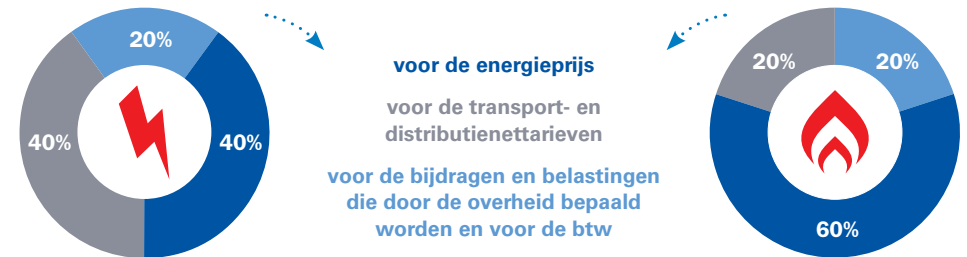 20%
40%
40%
voor de energieprijs
voor de transport- en
distributienettarieven
voor de bijdragen en belastingen
die door de overheid bepaald
worden en voor de btw
20%
20%
60%